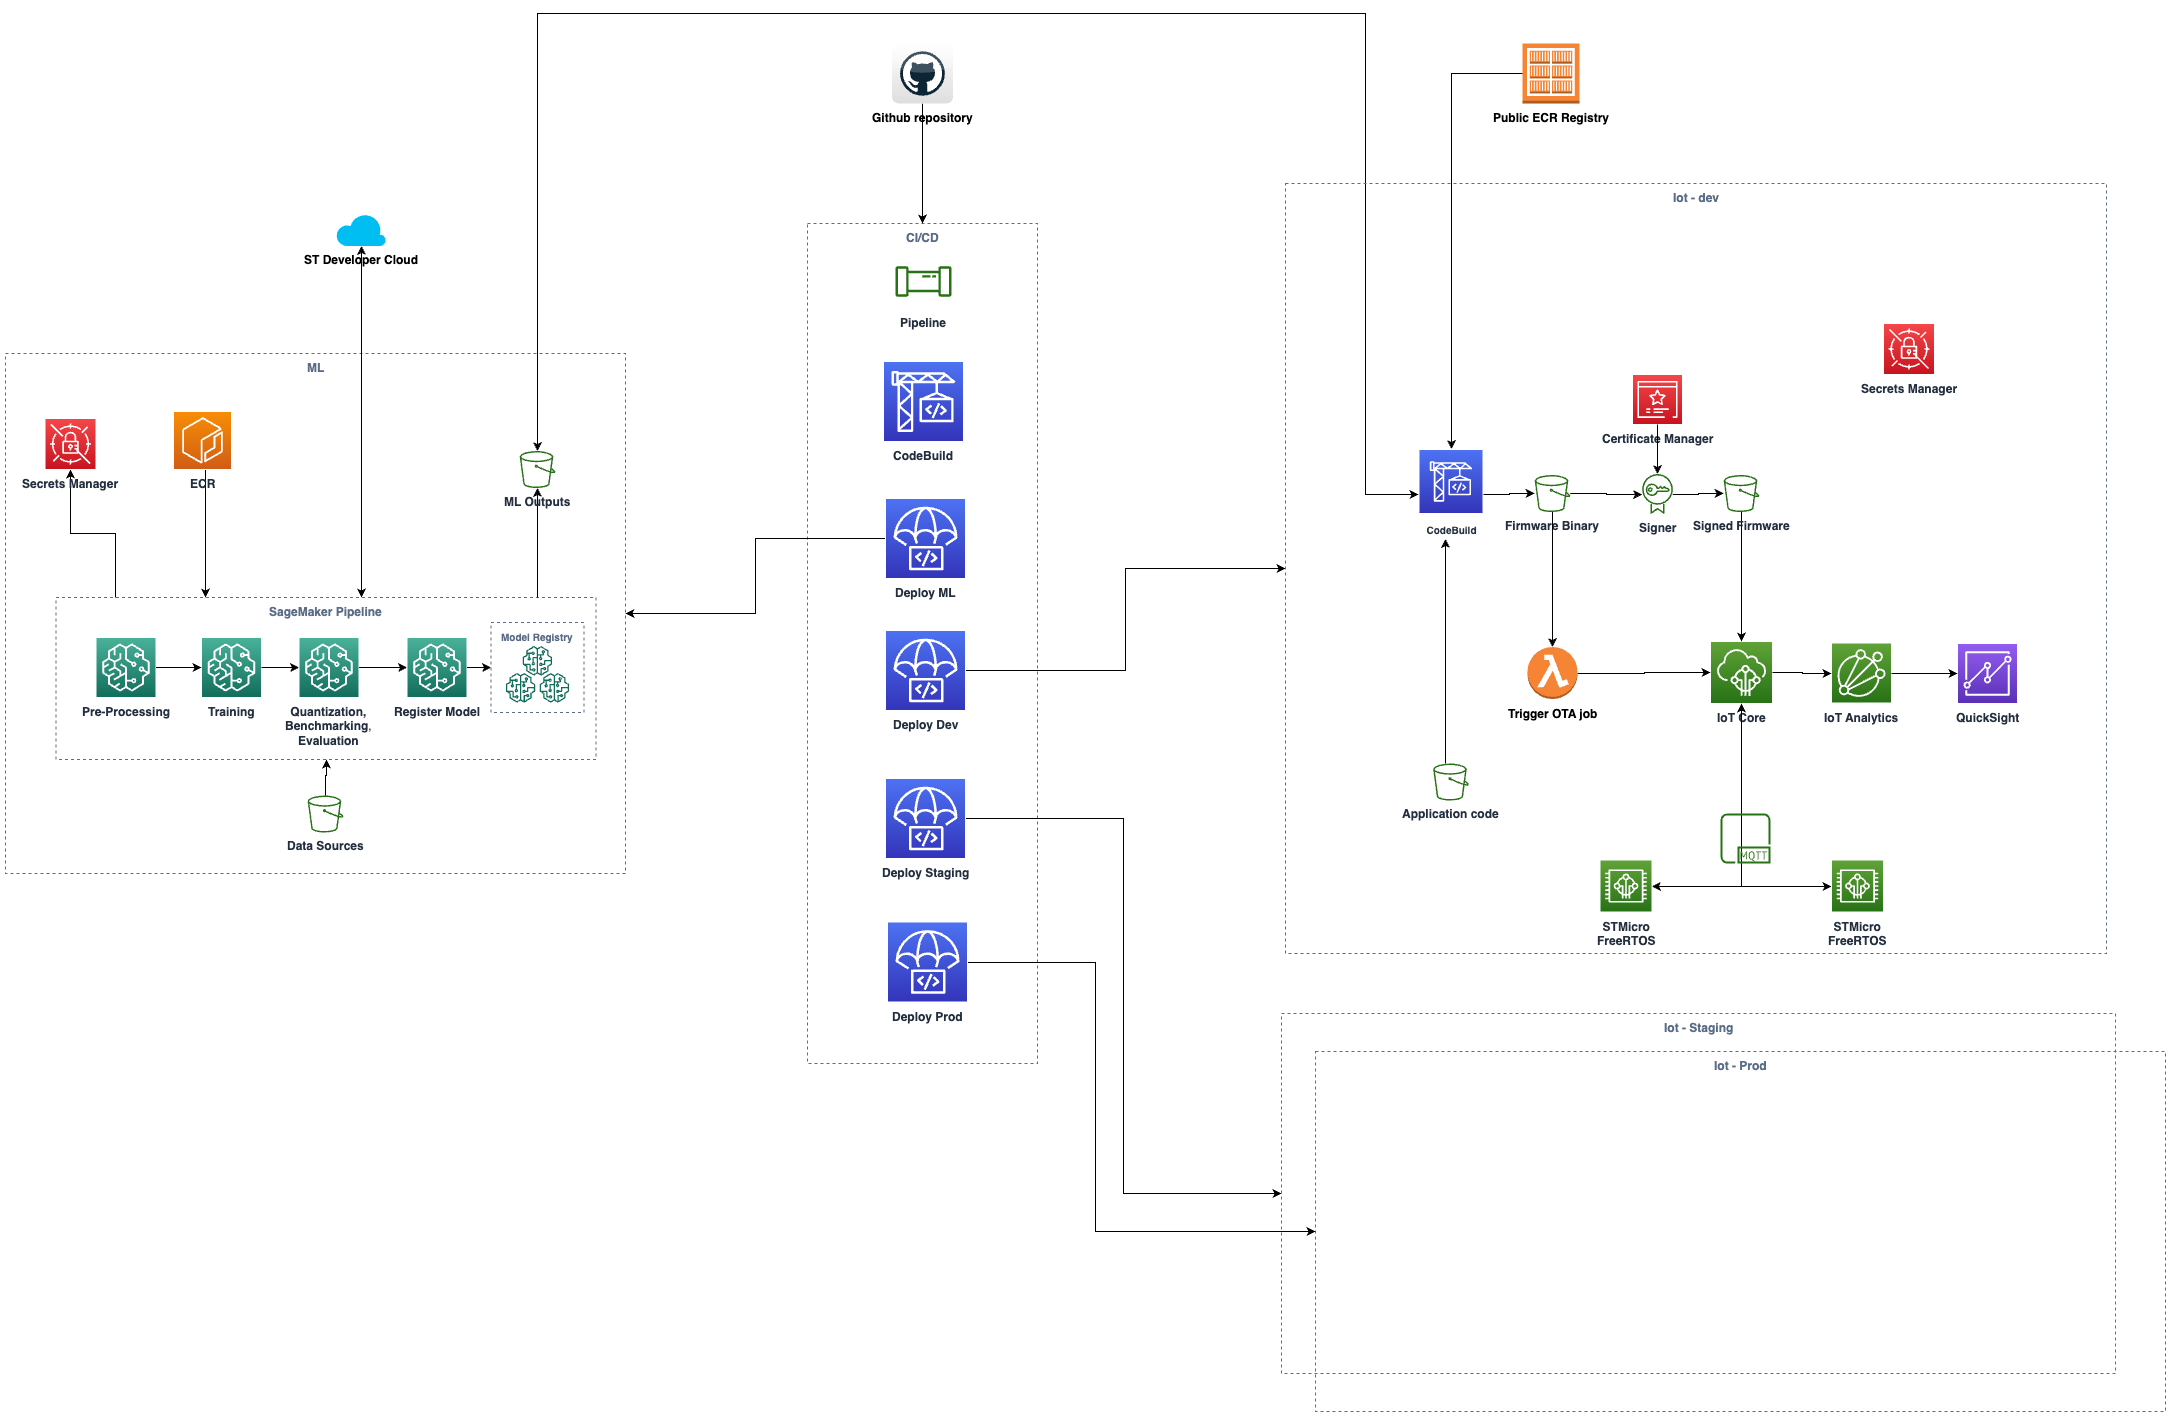 Github repository
Public ECR Registry
ST Developer Cloud
ML
Secrets Manager
ECR
ML Outputs
SageMaker Pipeline
Pre-Processing
Training
Quantization,
Benchmarking,
Evaluation
Register Model
Model Registry
Data Sources
CI/CD
Pipeline
CodeBuild
Deploy ML
Deploy Dev
Deploy Staging
Deploy Prod
Iot - dev
Secrets Manager
Certificate Manager
CodeBuild
Firmware Binary
Signer
Signed Firmware
Trigger OTA job
IoT Core
IoT Analytics
QuickSight
Application code
MQTT
STMicro
FreeRTOS
STMicro
FreeRTOS
Iot - Staging
Iot - Prod